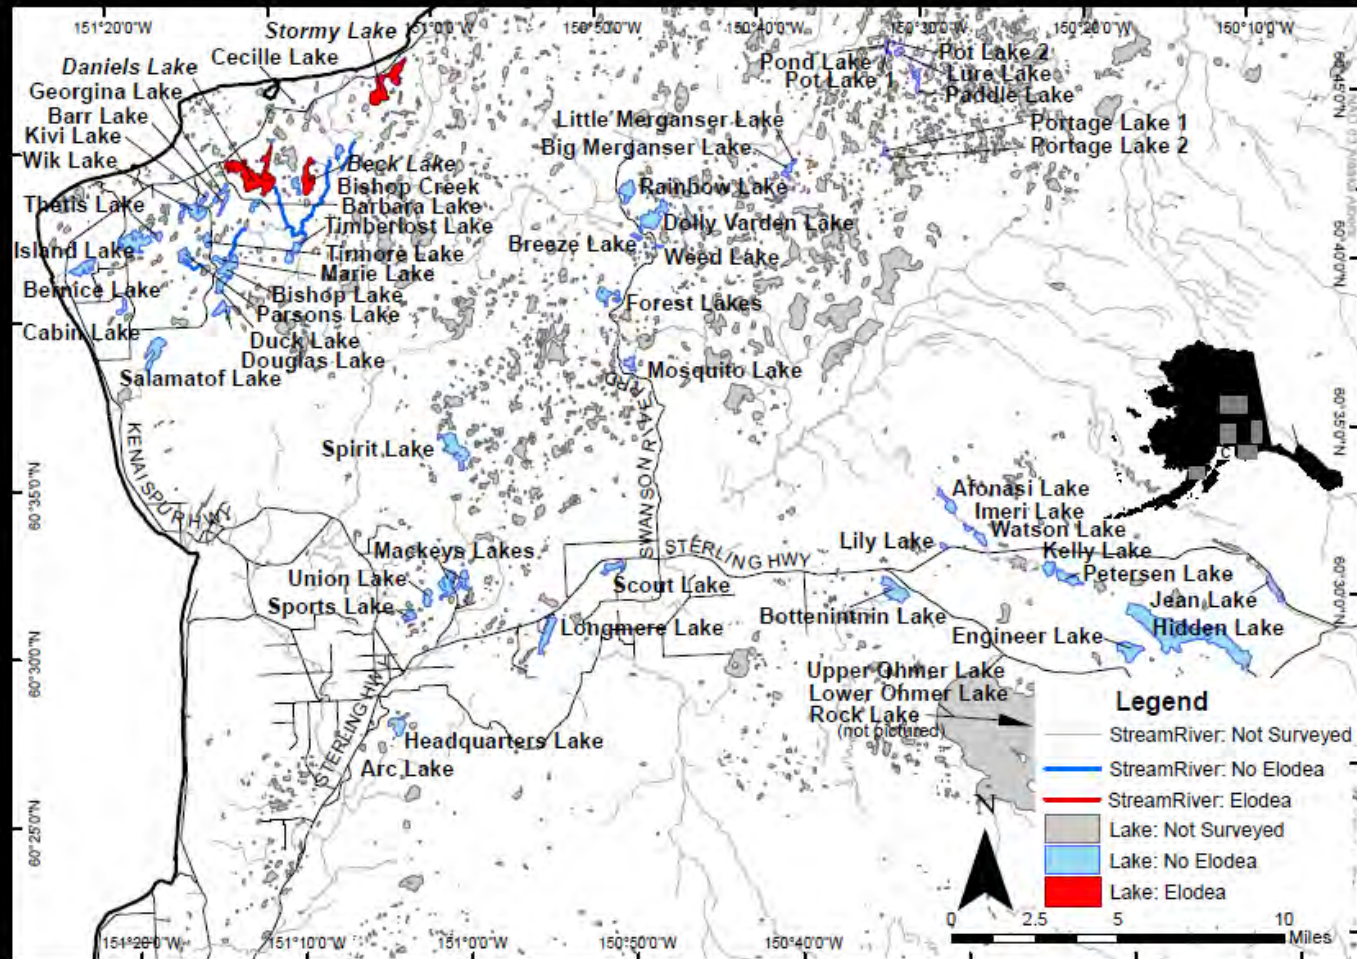 151°20'0"W
151°0'0"W
150°50'0"W
150°40'0"W
150°30'0"W
150°20'0"W
150°10'0"W
Stormy Lake
Cecille Lake
Daniels Lake
Georgina Lake
Barr Lake
Kivi Lake
Wik Lake
Thetis Lake
Island Lake
Bernice Lake
Cabin Lake
Salamatof Lake
Beck Lake
Bishop Creek
Barbara Lake
Timberlost Lake
Tirmore Lake
Marie Lake
Bishop Lake
Parsons Lake
Duck Lake
Douglas Lake
Pond Lake
Pot Lake 1
Pot Lake 2
Lure Lake
Paddle Lake
Portage Lake 1
Portage Lake 2
Little Merganser Lake
Big Merganser Lake
Rainbow Lake
Dolly Varden Lake
Breeze Lake
Weed Lake
Forest Lakes
Mosquito Lake
SWANSON RIVER RD
Spirit Lake
KENAI SPUR HWY
Mackeys Lakes
Union Lake
Sports Lake
STERLING HWY
Scout Lake
Longmere Lake
Lily Lake
Afonasi Lake
Imeri Lake
Watson Lake
Kelly Lake
Petersen Lake
Jean Lake
Hidden Lake
Bottenintnin Lake
Engineer Lake
Upper Ohmer Lake
Lower Ohmer Lake
Rock Lake
(not pictured)
STERLING HWY
Headquarters Lake
Arc Lake
60°45'0"N
60°40'0"N
60°35'0"N
60°30'0"N
60°35'0"N
60°30'0"N
60°25'0"N
C
Legend
StreamRiver: Not Surveyed
StreamRiver: No Elodea
StreamRiver: Elodea
Lake: Not Surveyed
Lake: No Elodea
Lake: Elodea
N
0 2.5 5 10
Miles
151°20'0"W
151°10'0"W
151°0'0"W
150°50'0"W
150°40'0"W